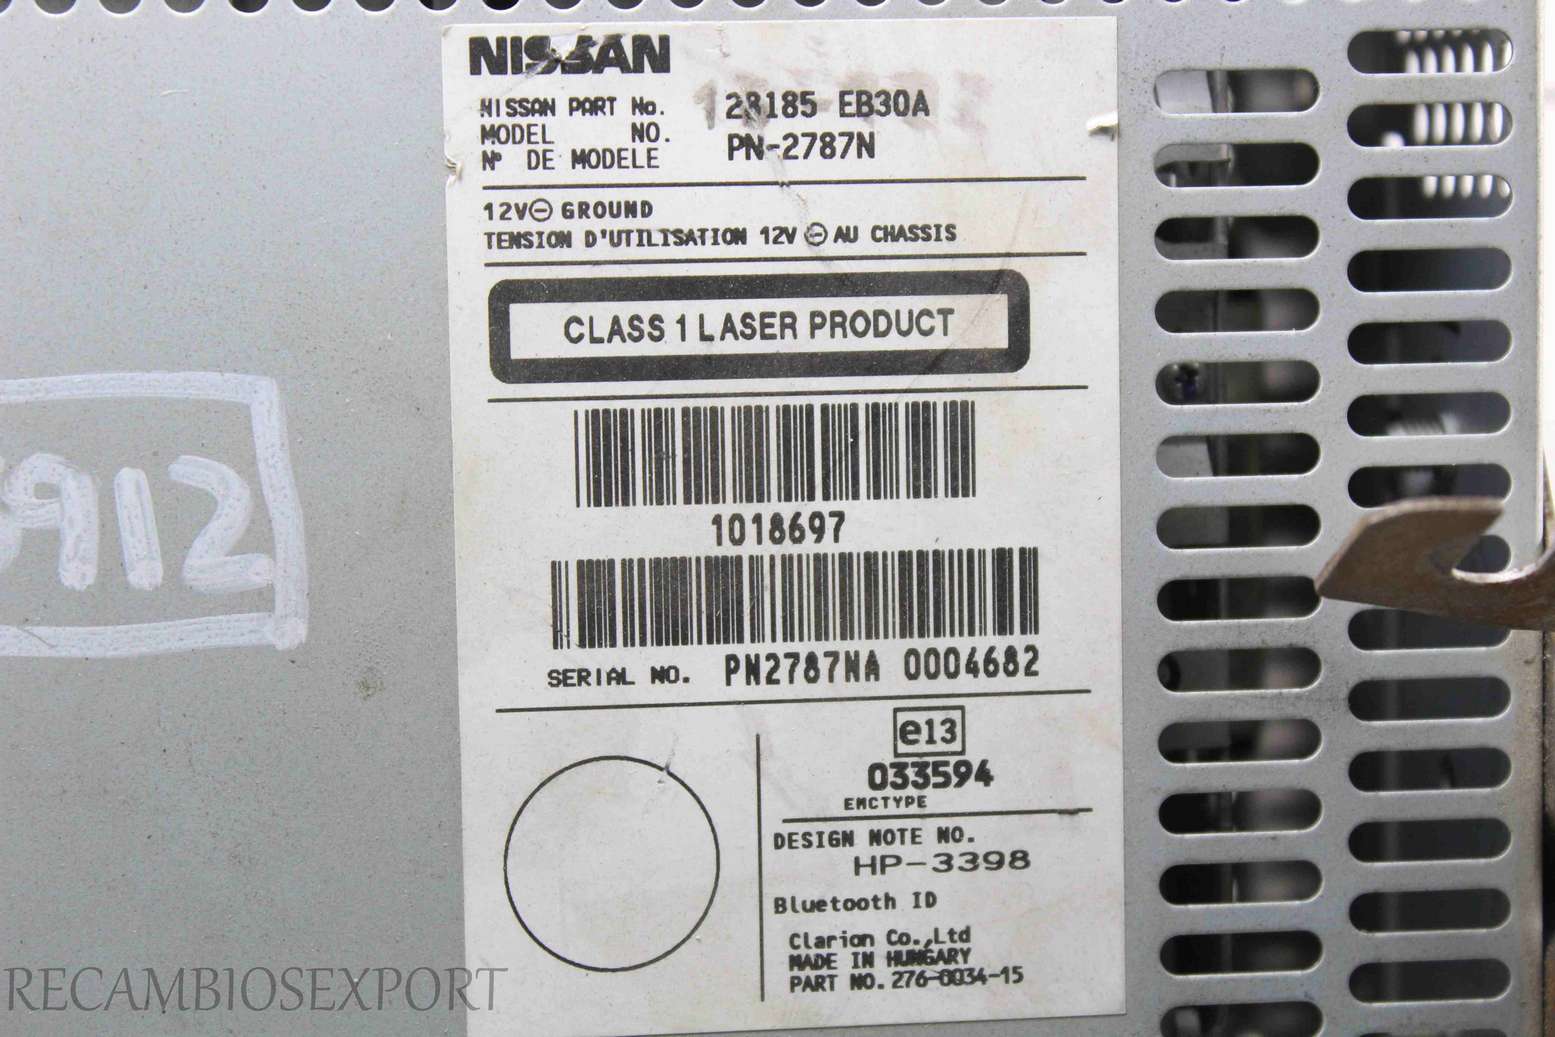 NISSAN
NISSAN PART No. 28185 EB30A
MODEL NO. PN-2787N
Nº DE MODELE
12V⊖ GROUND
TENSION D'UTILISATION 12V ⊖ AU CHASSIS
CLASS 1 LASER PRODUCT
1018697
SERIAL NO. PN2787NA 0004682
e13
033594
EMCTYPE
DESIGN NOTE NO.
HP-3398
Bluetooth ID
Clarion Co.,Ltd
MADE IN HUNGARY
PART NO. 276-0034-15
912
RECAMBIOSEXPORT